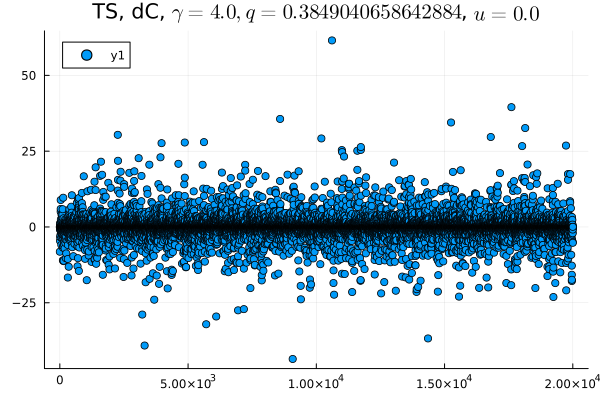 TS, dC, γ = 4.0, q = 0.3849040658642884, u = 0.0
y1
50
25
0
−25
0 5.00×10³ 1.00×10⁴ 1.50×10⁴ 2.00×10⁴